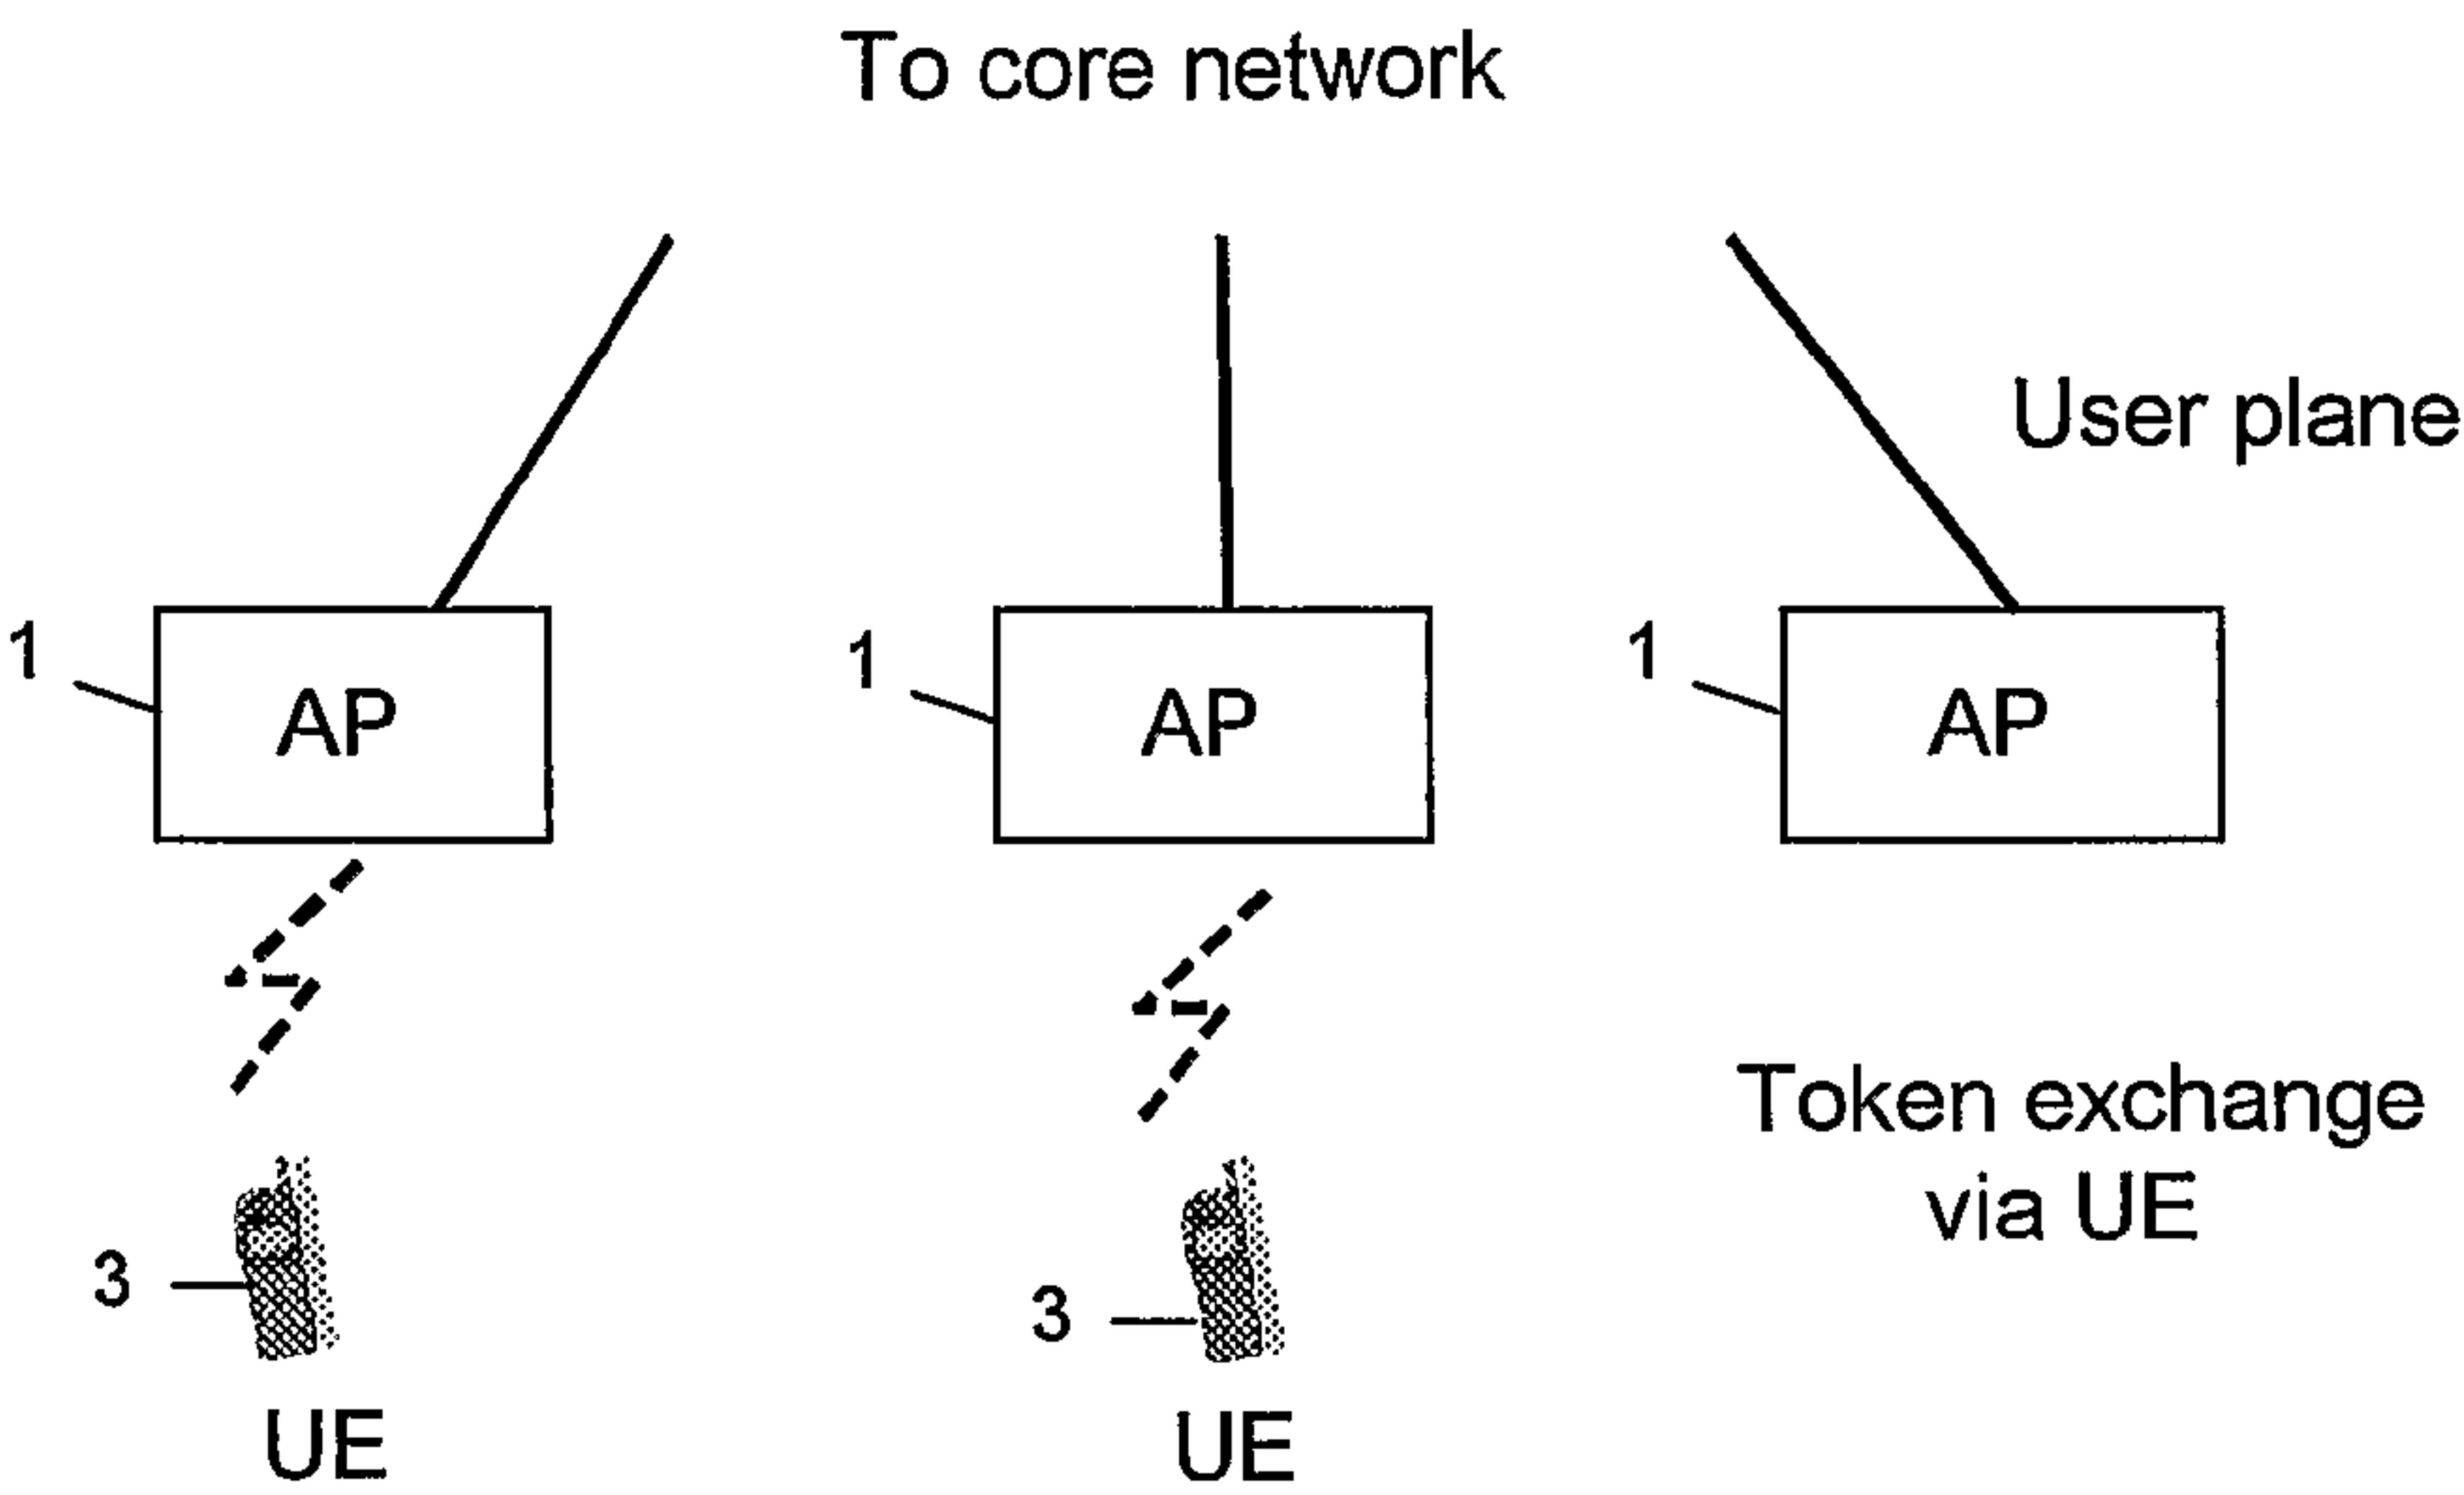 To core network
User plane
1
AP
1
AP
1
AP
Token exchange
via UE
3
3
UE
UE